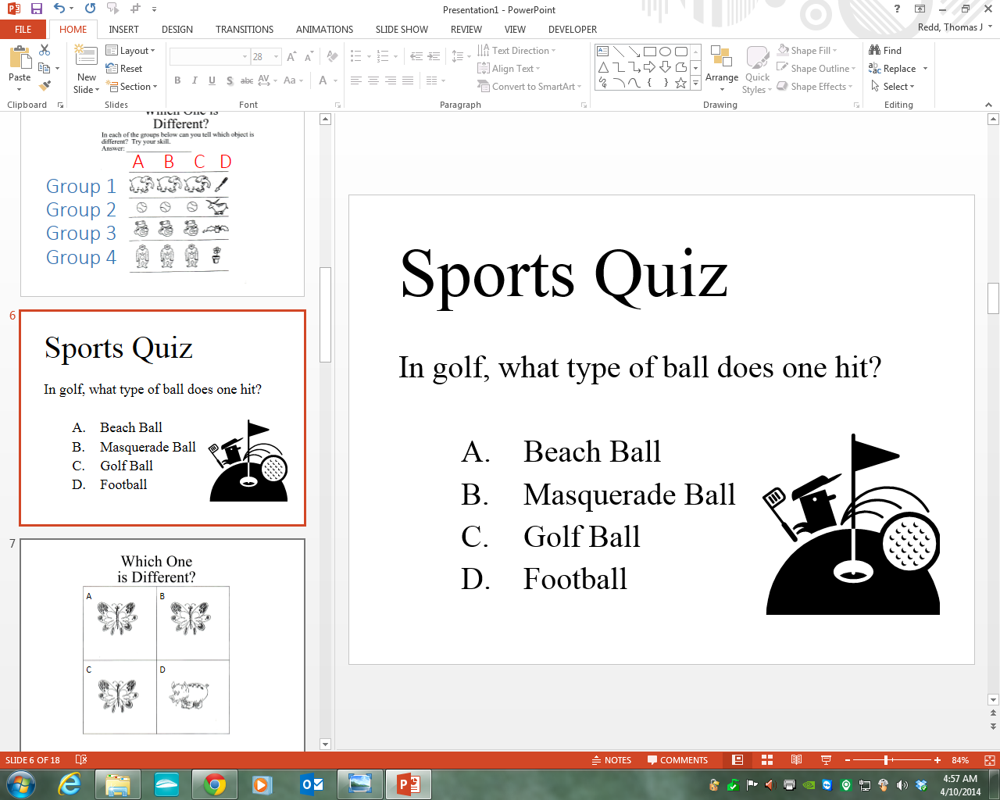 Presentation1 - PowerPoint
Redd, Thomas J
FILE
HOME
INSERT
DESIGN
TRANSITIONS
ANIMATIONS
SLIDE SHOW
REVIEW
VIEW
DEVELOPER
Paste
New
Slide
Layout
Reset
Section
28
B I U S abc AV Aa A
Text Direction
Align Text
Convert to SmartArt
Arrange
Quick
Styles
Shape Fill
Shape Outline
Shape Effects
Find
Replace
Select
Clipboard
Slides
Font
Paragraph
Drawing
Editing
Which One is
Different?
In each of the groups below can you tell which object is
different? Try your skill.
Answer:
A B C D
Group 1
Group 2
Group 3
Group 4
6
Sports Quiz
In golf, what type of ball does one hit?
A. Beach Ball
B. Masquerade Ball
C. Golf Ball
D. Football
7
Which One
is Different?
A
B
C
D
Sports Quiz
In golf, what type of ball does one hit?
A. Beach Ball
B. Masquerade Ball
C. Golf Ball
D. Football
SLIDE 6 OF 18
NOTES
COMMENTS
84%
4:57 AM
4/10/2014